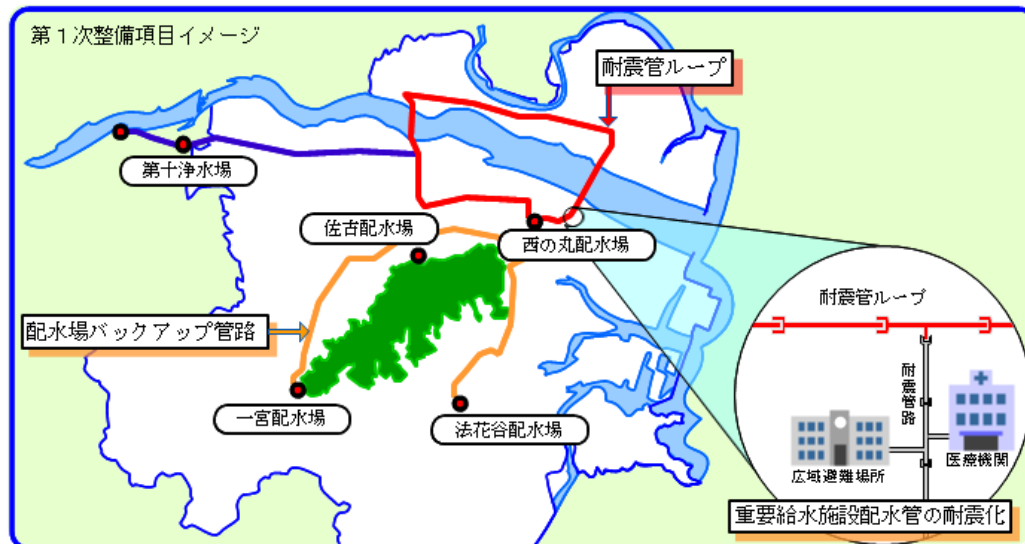 第1次整備項目イメージ
耐震管ループ
第十浄水場
佐古配水場
西の丸配水場
配水場バックアップ管路
一宮配水場
法花谷配水場
耐震管ループ
耐震管路
広域避難場所
医療機関
重要給水施設配水管の耐震化